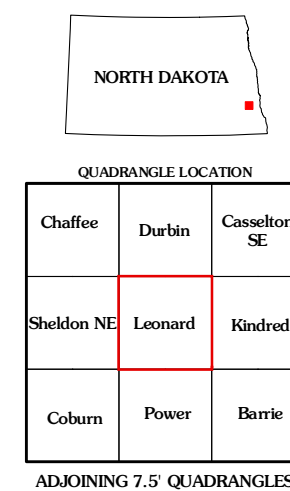 NORTH DAKOTA
QUADRANGLE LOCATION
Chaffee
Durbin
Casselton
SE
Sheldon NE
Leonard
Kindred
Coburn
Power
Barrie
ADJOINING 7.5' QUADRANGLES